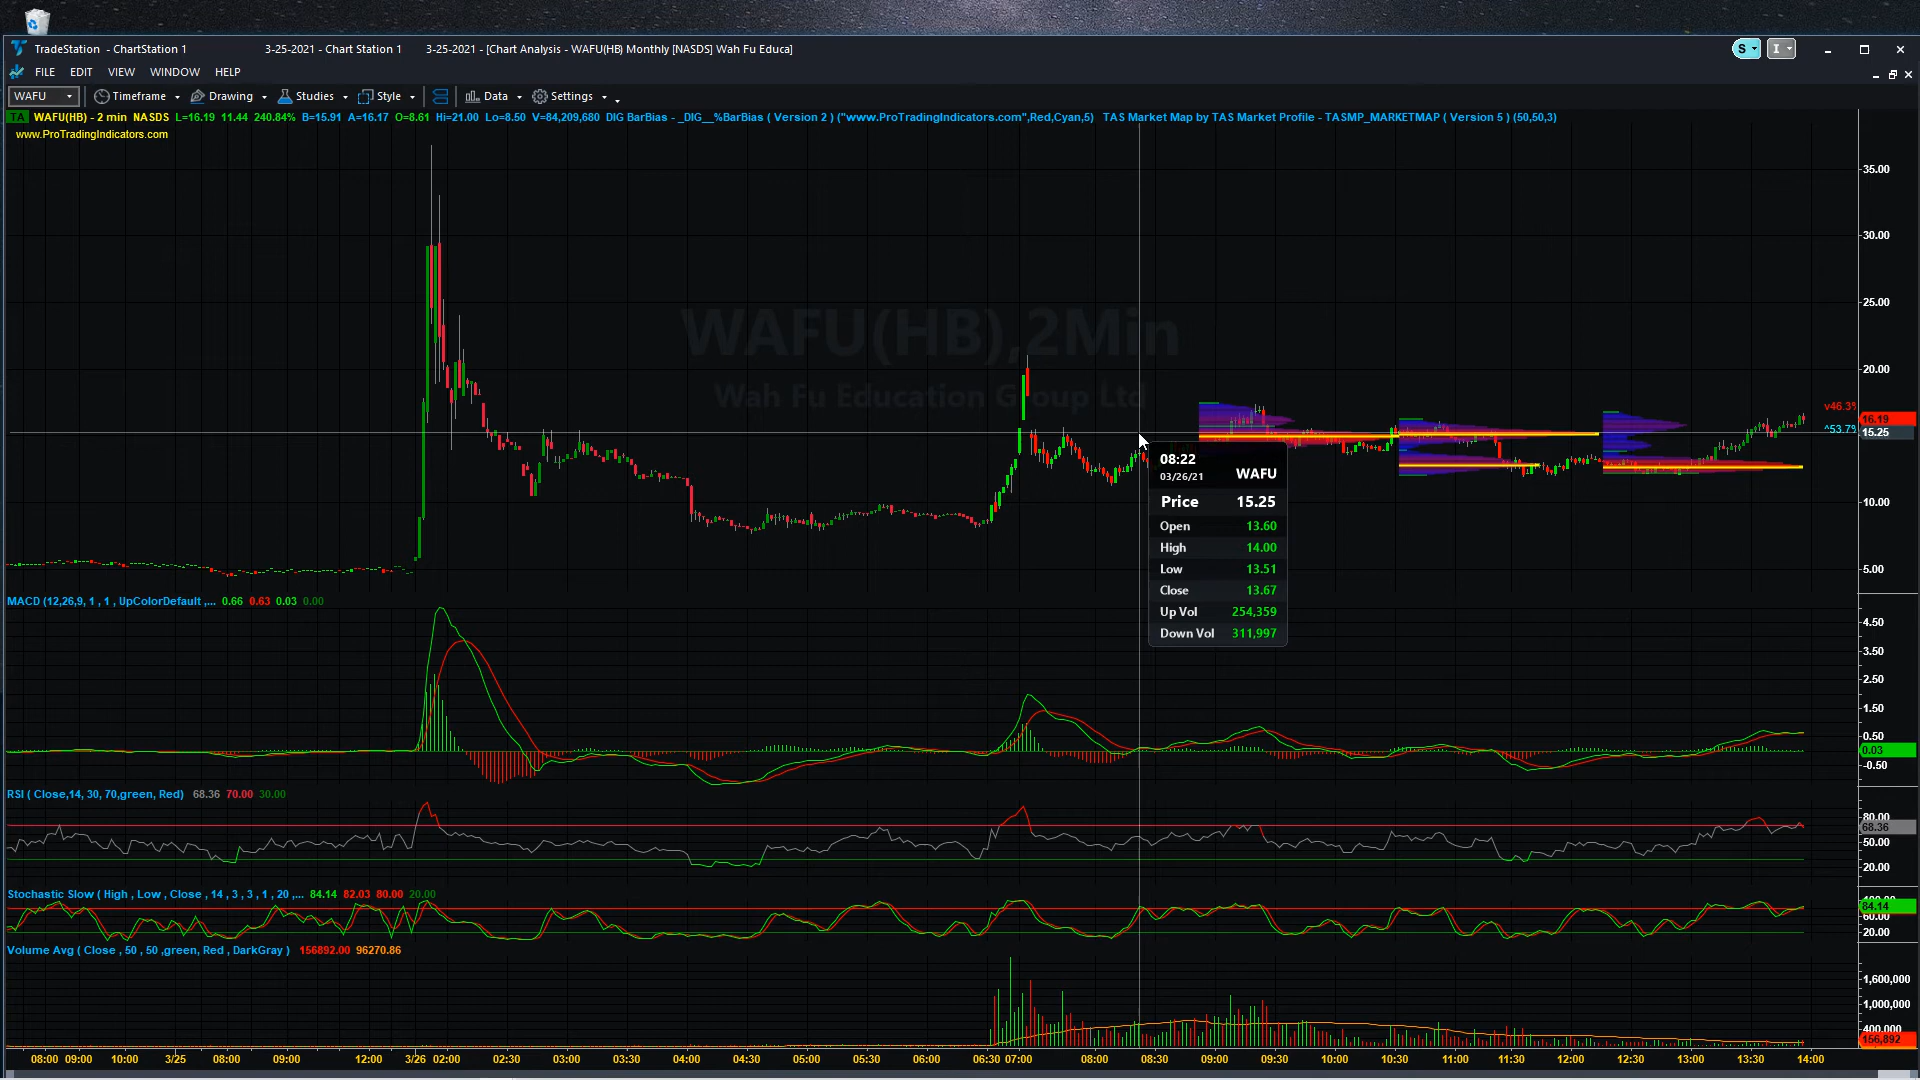 TradeStation - ChartStation 1 3-25-2021 - Chart Station 1 3-25-2021 - [Chart Analysis - WAFU(HB) Monthly [NASDS] Wah Fu Educa]
S I
FILE EDIT VIEW WINDOW HELP
WAFU Timeframe Drawing Studies Style Data Settings
TA WAFU(HB) - 2 min NASDS L=16.19 11.44 240.84% B=15.91 A=16.17 O=8.61 Hi=21.00 Lo=8.50 V=84,209,680 DIG BarBias - _DIG__%BarBias ( Version 2 ) ("www.ProTradingIndicators.com",Red,Cyan,5) TAS Market Map by TAS Market Profile - TASMP_MARKETMAP ( Version 5 ) (50,50,3)
www.ProTradingIndicators.com
35.00
30.00
25.00
WAFU(HB),2Min
20.00
Wah Fu Education Group Ltd
v46.3%
16.19
^53.7%
15.25
08:22
03/26/21
WAFU
Price 15.25
10.00
Open 13.60
High 14.00
Low 13.51
5.00
Close 13.67
Up Vol 254,359
Down Vol 311,997
MACD (12,26,9, 1 , 1 , UpColorDefault ,... 0.66 0.63 0.03 0.00
4.50
3.50
2.50
1.50
0.50
0.03
-0.50
RSI ( Close,14, 30, 70,green, Red) 68.36 70.00 30.00
80.00
68.36
50.00
20.00
Stochastic Slow ( High , Low , Close , 14 , 3 , 3 , 1 , 20 ,... 84.14 82.03 80.00 20.00
84.14
60.00
20.00
Volume Avg ( Close , 50 , 50 ,green, Red , DarkGray ) 156892.00 96270.86
1,600,000
1,000,000
400,000
156,892
08:00 09:00 10:00 3/25 08:00 09:00 12:00 3/26 02:00 02:30 03:00 03:30 04:00 04:30 05:00 05:30 06:00 06:30 07:00 08:00 08:30 09:00 09:30 10:00 10:30 11:00 11:30 12:00 12:30 13:00 13:30 14:00